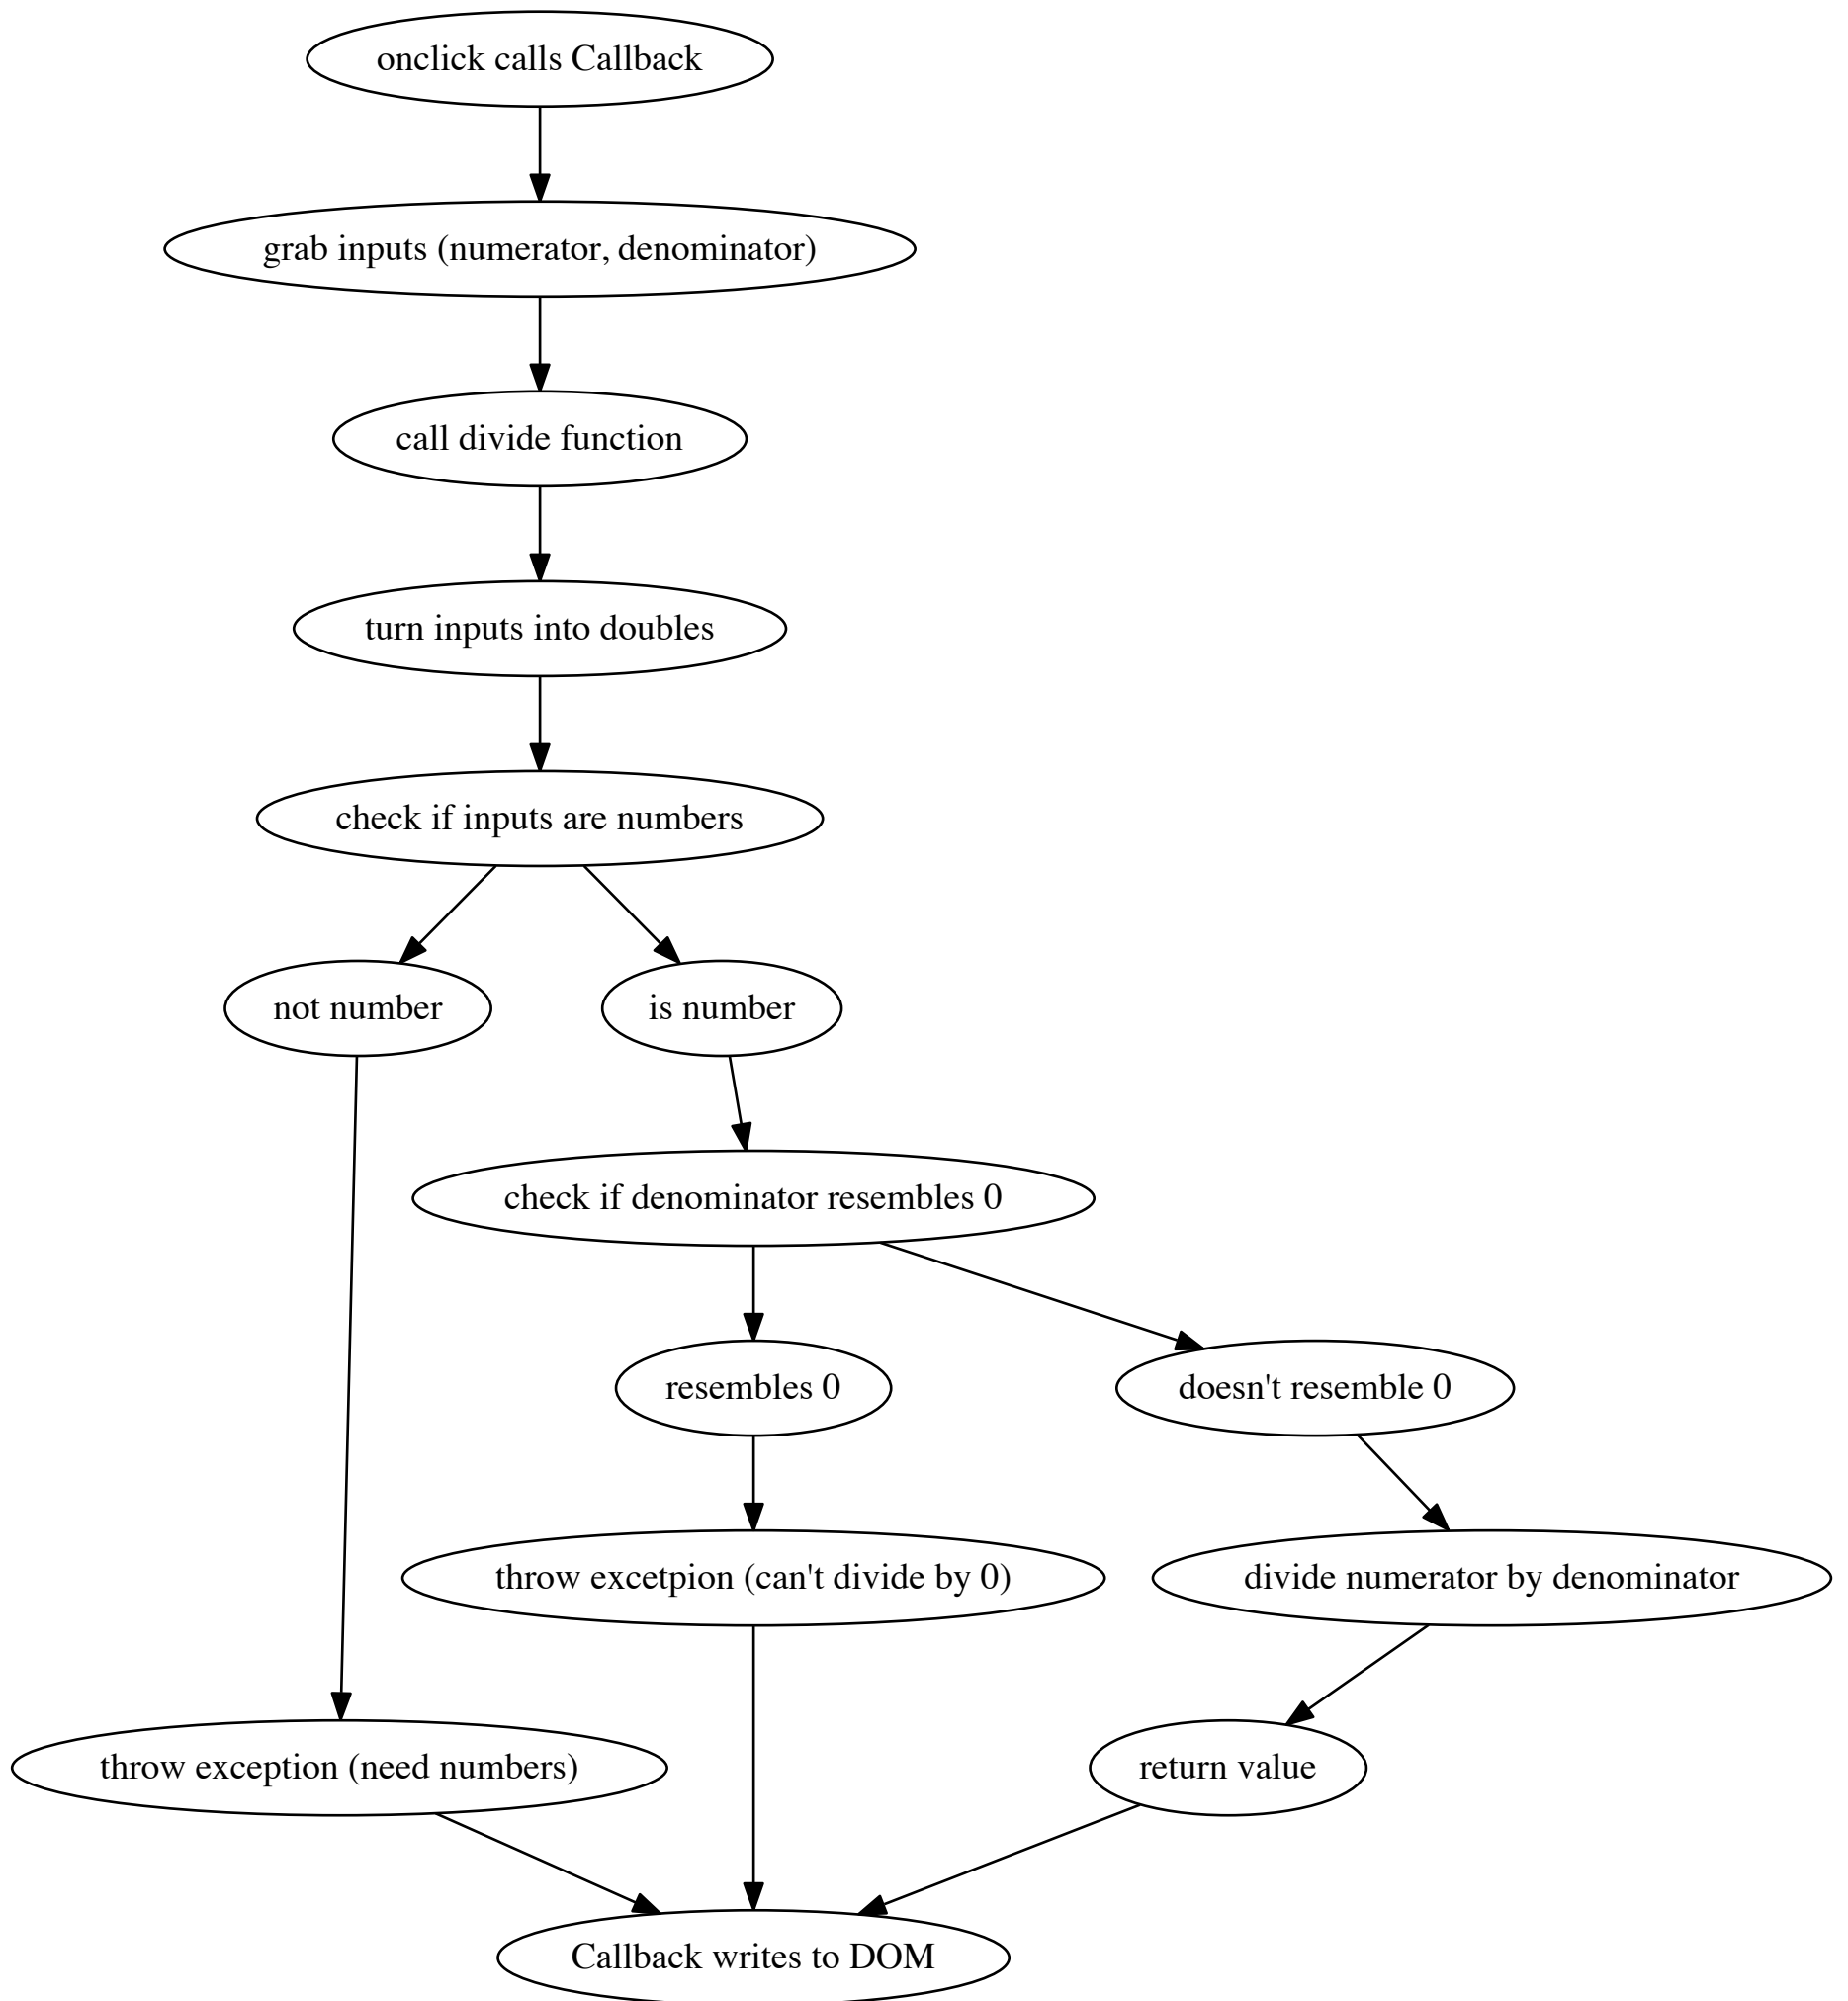 onclick calls Callback
grab inputs (numerator, denominator)
call divide function
turn inputs into doubles
check if inputs are numbers
not number
is number
check if denominator resembles 0
resembles 0
doesn't resemble 0
throw excetpion (can't divide by 0)
divide numerator by denominator
throw exception (need numbers)
return value
Callback writes to DOM